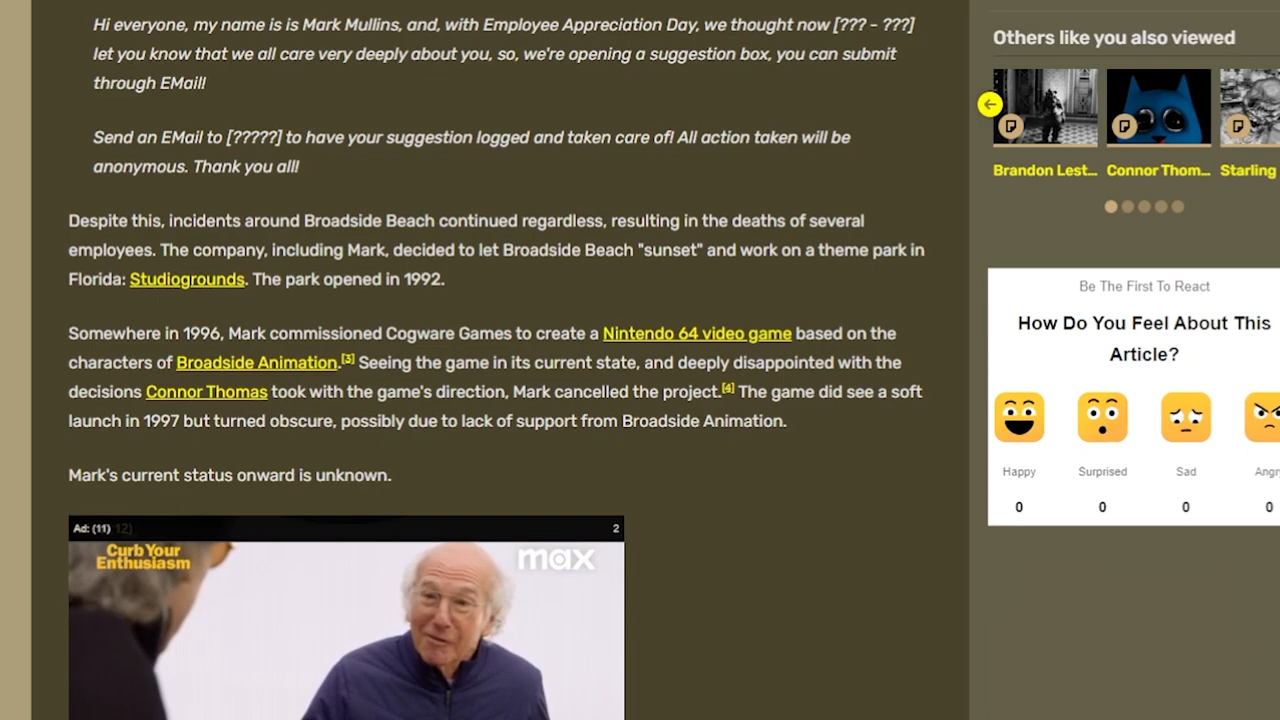 Hi everyone, my name is is Mark Mullins, and, with Employee Appreciation Day, we thought now [??? - ???]
let you know that we all care very deeply about you, so, we're opening a suggestion box, you can submit
through EMail!
Send an EMail to [?????] to have your suggestion logged and taken care of! All action taken will be
anonymous. Thank you all!
Despite this, incidents around Broadside Beach continued regardless, resulting in the deaths of several
employees. The company, including Mark, decided to let Broadside Beach "sunset" and work on a theme park in
Florida: Studiogrounds. The park opened in 1992.
Somewhere in 1996, Mark commissioned Cogware Games to create a Nintendo 64 video game based on the
characters of Broadside Animation.[3] Seeing the game in its current state, and deeply disappointed with the
decisions Connor Thomas took with the game's direction, Mark cancelled the project.[4] The game did see a soft
launch in 1997 but turned obscure, possibly due to lack of support from Broadside Animation.
Mark's current status onward is unknown.
Ad: (11) 12)
2
Curb Your
Enthusiasm
max
Others like you also viewed
Brandon Lest...
Connor Thom...
Starling
Be The First To React
How Do You Feel About This
Article?
Happy
Surprised
Sad
Angr
0
0
0
0